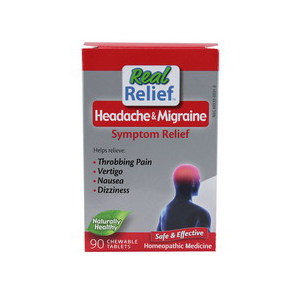 Real
Relief
Headache & Migraine
Symptom Relief
Helps relieve:
• Throbbing Pain
• Vertigo
• Nausea
• Dizziness
Naturally
Healthy
Safe & Effective
90 CHEWABLE
TABLETS
Homeopathic Medicine